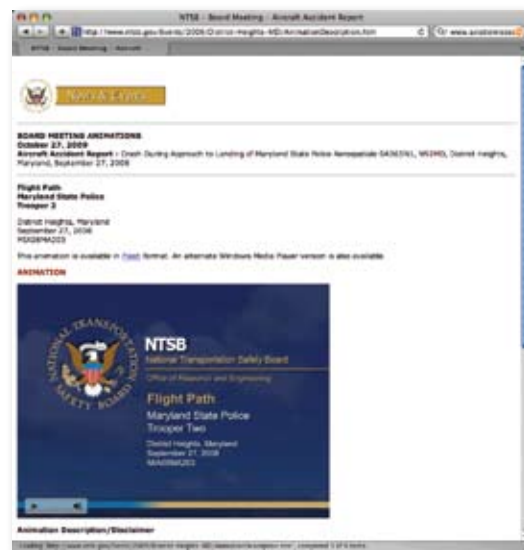 NTSB - Board Meeting - Aircraft Accident Report
NTSB - Board Meeting - Aircraft
News & Events
BOARD MEETING ANIMATIONS
October 27, 2009
Aircraft Accident Report - Crash During Approach to Landing of Maryland State Police Aerospatiale SA365N1, N92MD, District Heights,
Maryland, September 27, 2008
Flight Path
Maryland State Police
Trooper 2
District Heights, Maryland
September 27, 2008
MIA08MA203
This animation is available in Flash format. An alternate Windows Media Player version is also available.
ANIMATION
NATIONAL TRANSPORTATION SAFETY BOARD
NTSB
National Transportation Safety Board
Office of Research and Engineering
Flight Path
Maryland State Police
Trooper Two
District Heights, Maryland
September 27, 2008
MIA08MA203
Animation Description/Disclaimer